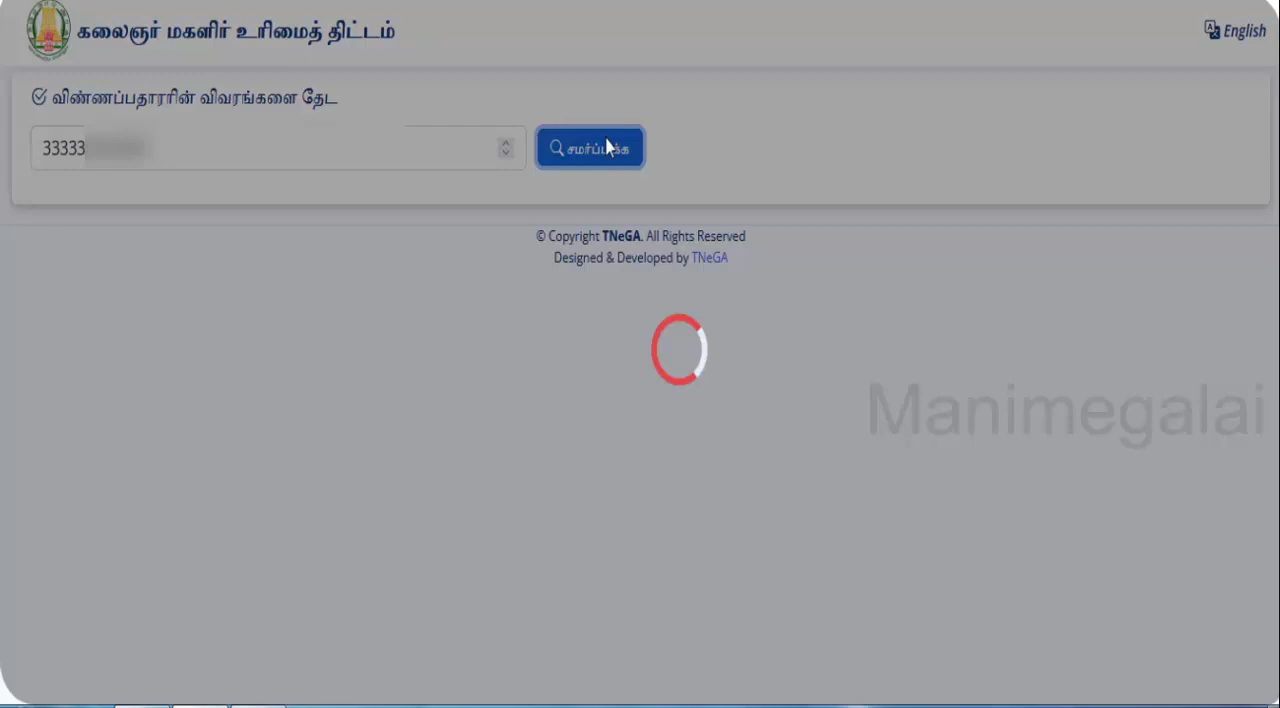 கலைஞர் மகளிர் உரிமைத் திட்டம்
English
விண்ணப்பதாரரின் விவரங்களை தேட
33333
© Copyright TNeGA. All Rights Reserved
Designed & Developed by TNeGA
Manimegalai